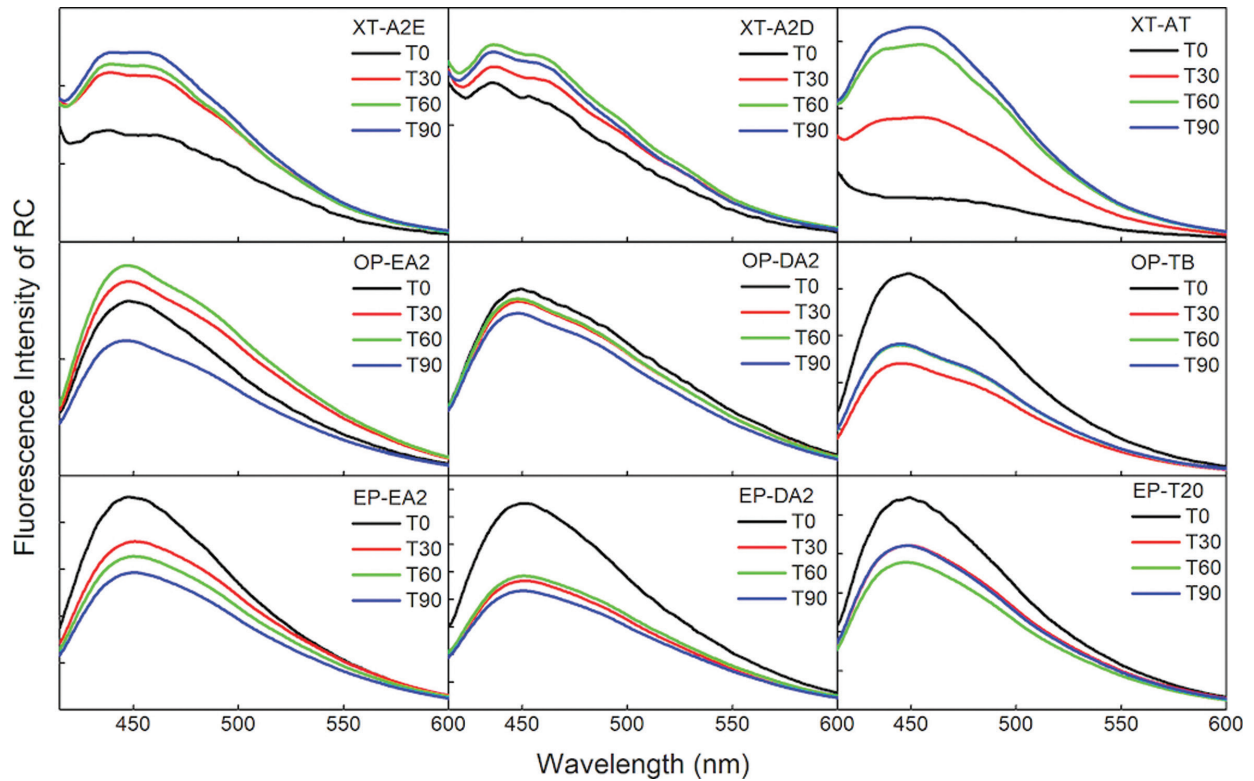 XT-A2E
T0
T30
T60
T90
XT-A2D
T0
T30
T60
T90
XT-AT
T0
T30
T60
T90
OP-EA2
T0
T30
T60
T90
OP-DA2
T0
T30
T60
T90
OP-TB
T0
T30
T60
T90
EP-EA2
T0
T30
T60
T90
EP-DA2
T0
T30
T60
T90
EP-T20
T0
T30
T60
T90
Fluorescence Intensity of RC
450 500 550 600 450 500 550 600 450 500 550 600
Wavelength (nm)